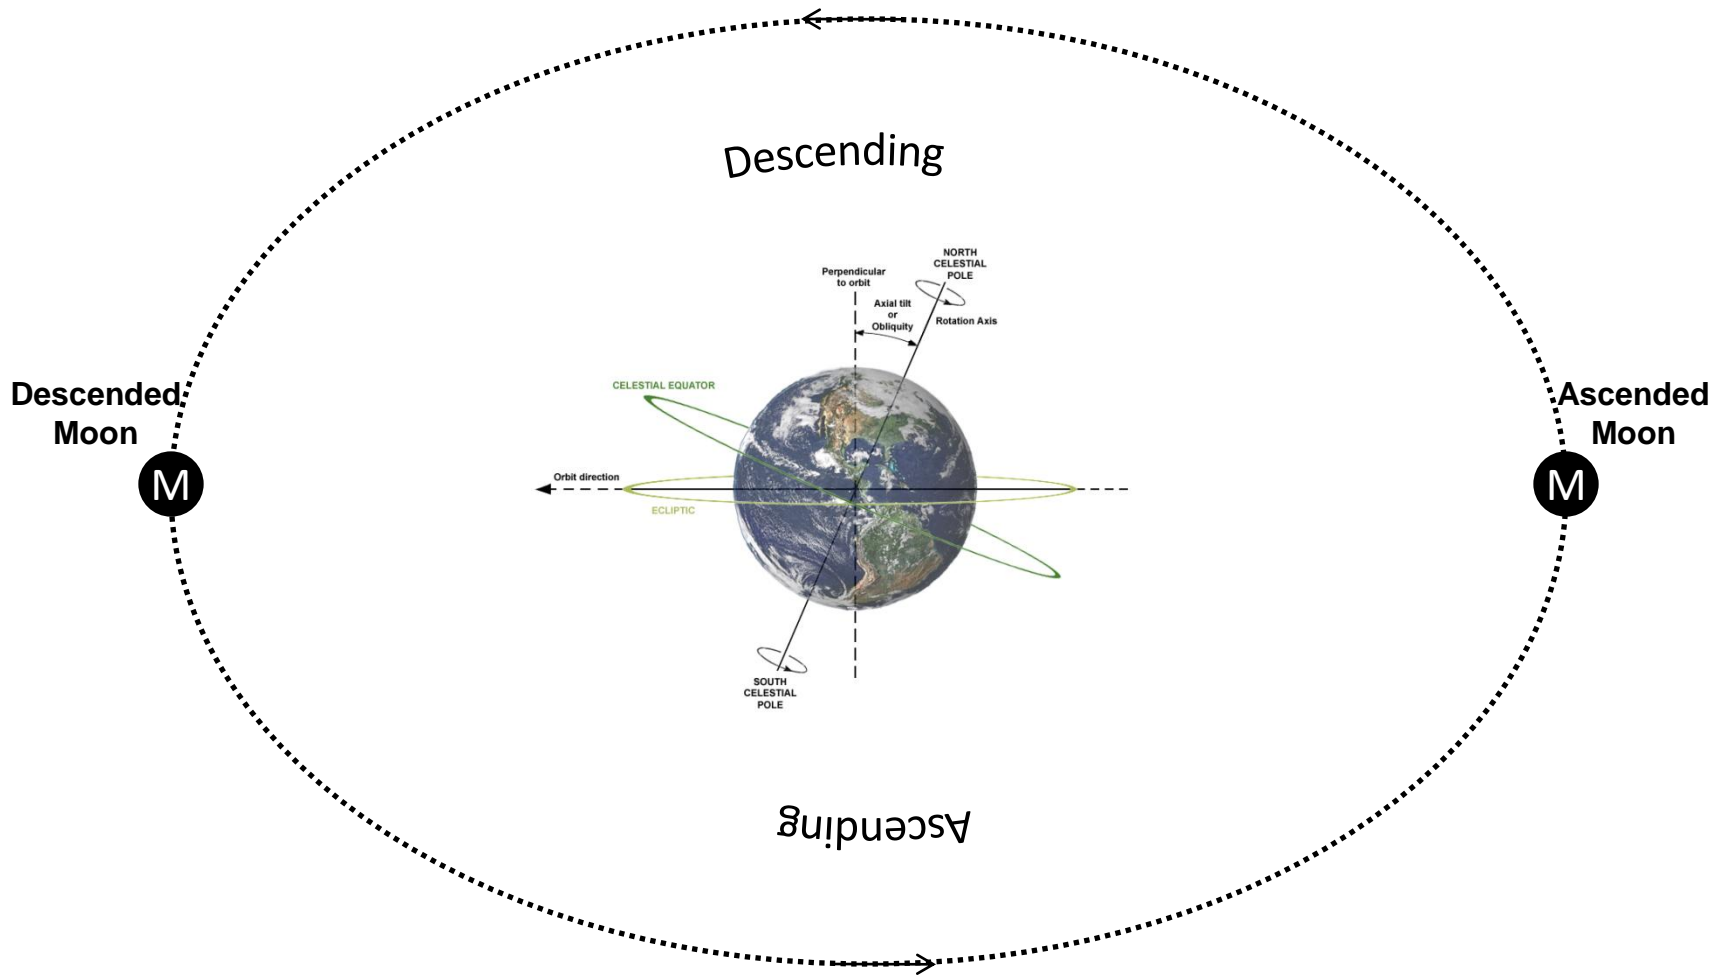 Descending
NORTH
CELESTIAL
POLE
Perpendicular
to orbit
Axial tilt
or
Obliquity
Rotation Axis
CELESTIAL EQUATOR
Descended
Moon
M
Ascended
Moon
M
Orbit direction
ECLIPTIC
SOUTH
CELESTIAL
POLE
Ascending